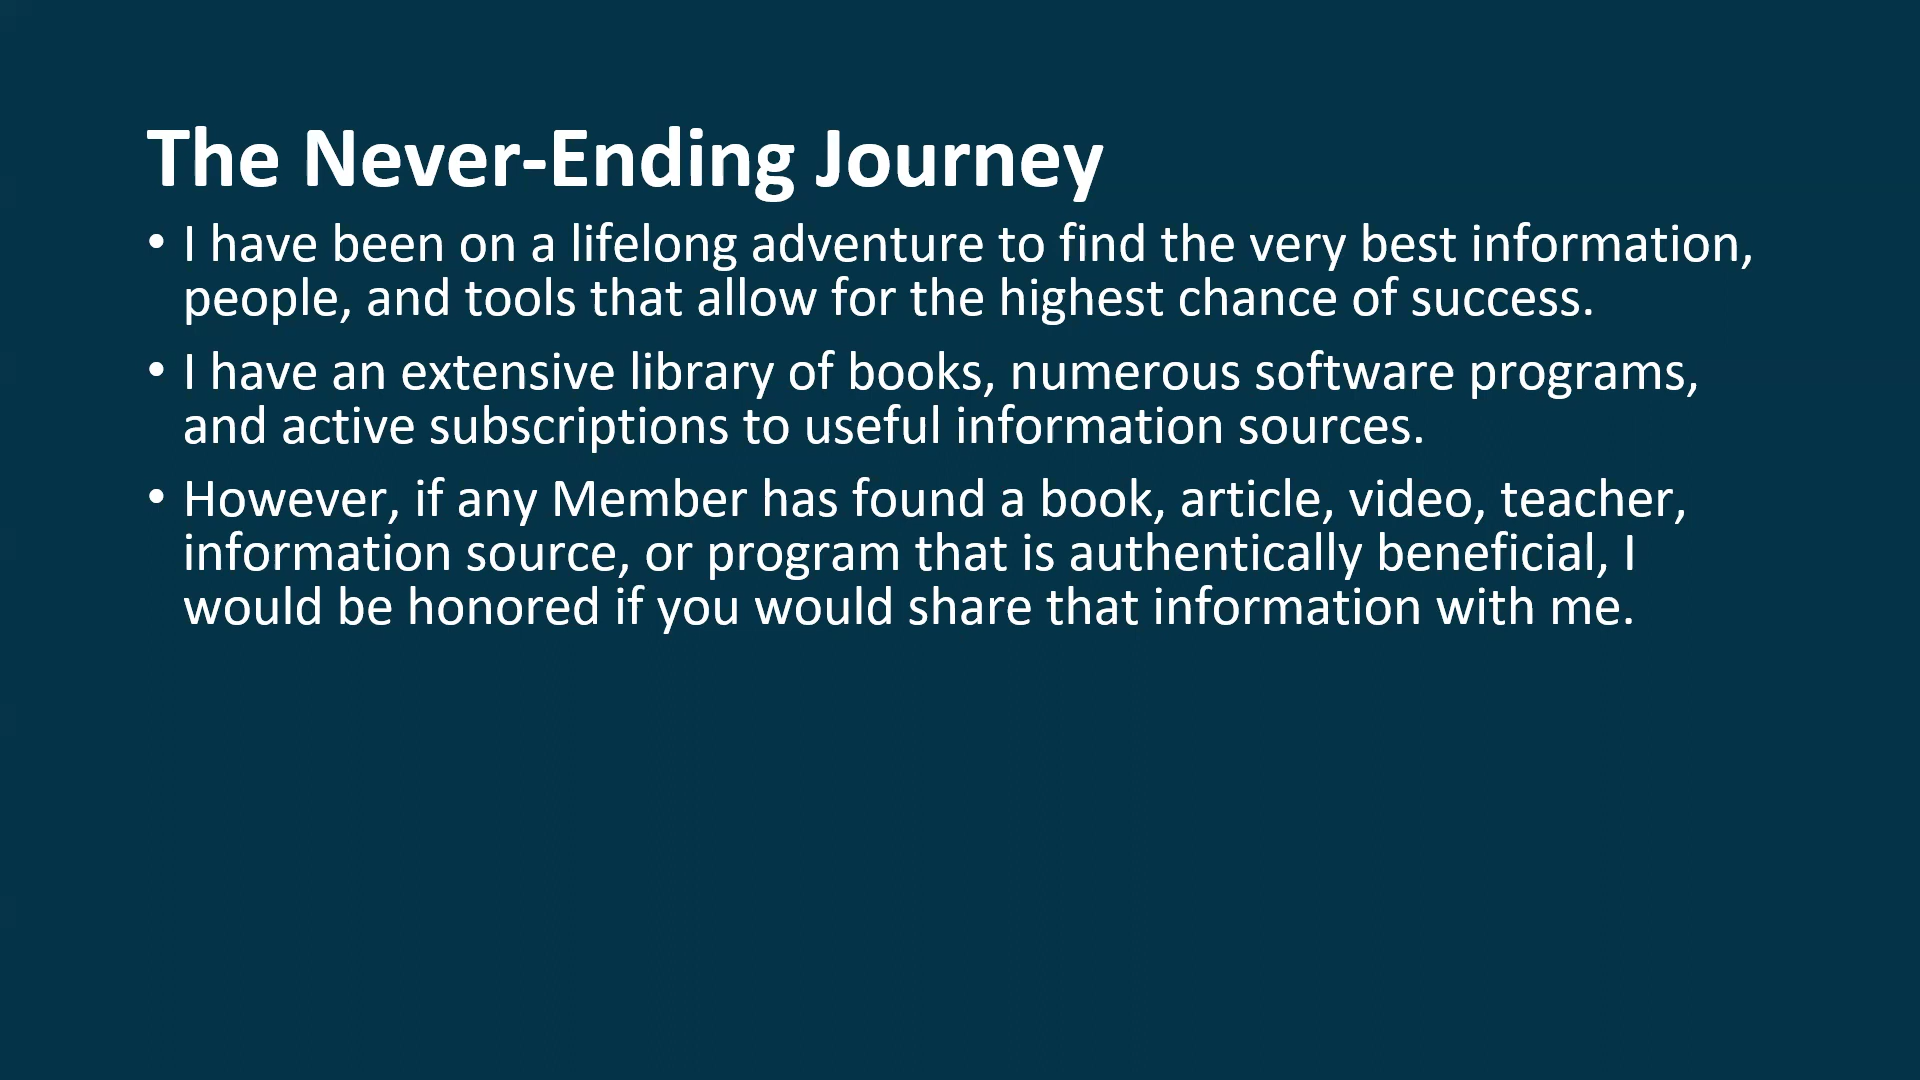 The Never-Ending Journey
• I have been on a lifelong adventure to find the very best information,
people, and tools that allow for the highest chance of success.
• I have an extensive library of books, numerous software programs,
and active subscriptions to useful information sources.
• However, if any Member has found a book, article, video, teacher,
information source, or program that is authentically beneficial, I
would be honored if you would share that information with me.